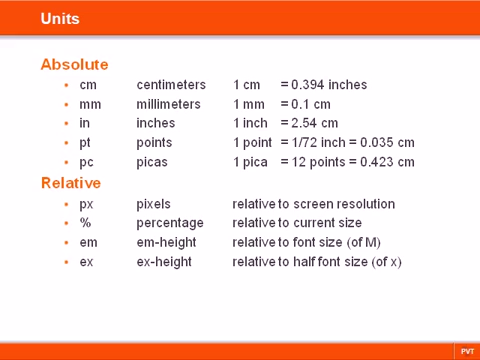 Units
Absolute
• cm centimeters 1 cm = 0.394 inches
• mm millimeters 1 mm = 0.1 cm
• in inches 1 inch = 2.54 cm
• pt points 1 point = 1/72 inch = 0.035 cm
• pc picas 1 pica = 12 points = 0.423 cm
Relative
• px pixels relative to screen resolution
• % percentage relative to current size
• em em-height relative to font size (of M)
• ex ex-height relative to half font size (of x)
PVT